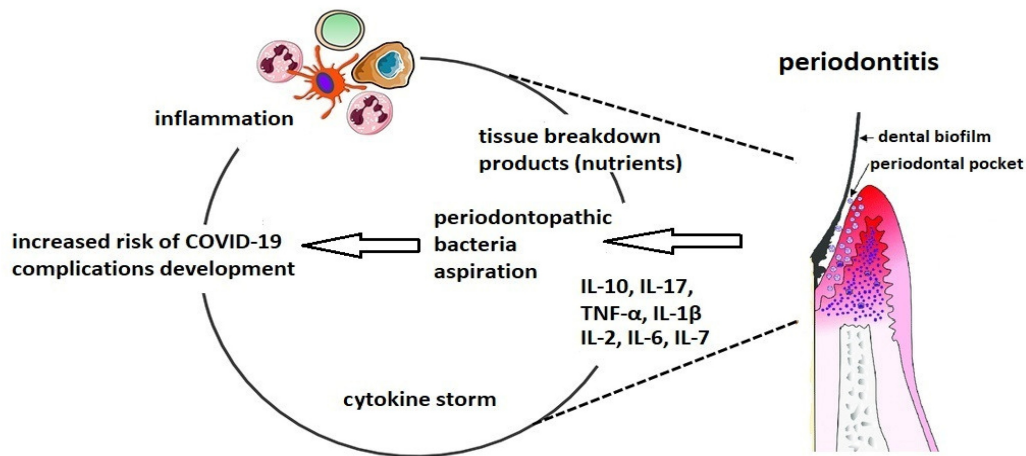 periodontitis
inflammation
tissue breakdown
products (nutrients)
dental biofilm
periodontal pocket
periodontopathic
bacteria
aspiration
increased risk of COVID-19
complications development
IL-10, IL-17,
TNF-α, IL-1β
IL-2, IL-6, IL-7
cytokine storm